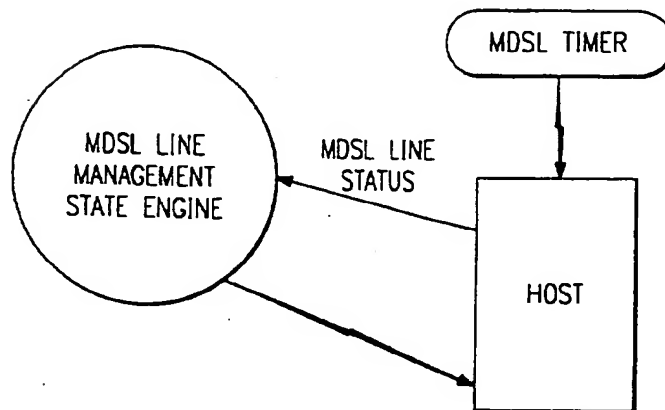 MDSL TIMER
MDSL LINE
MANAGEMENT
STATE ENGINE
MDSL LINE
STATUS
HOST